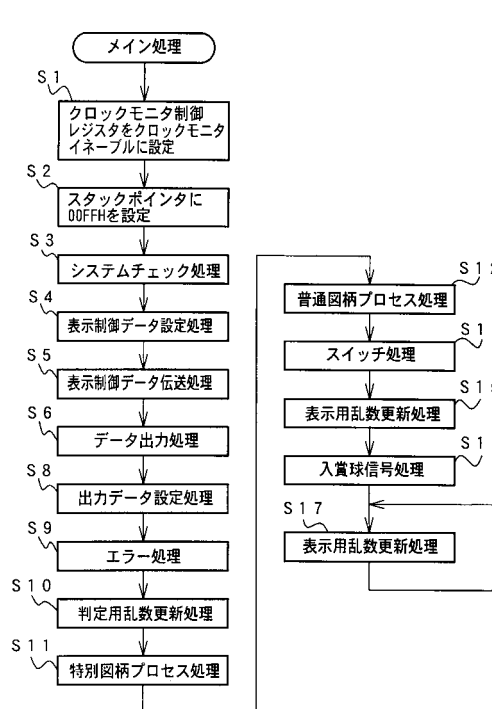 メイン処理
S1
クロックモニタ制御
レジスタをクロックモニタ
イネーブルに設定
S2
スタックポインタに
00FFHを設定
S3
システムチェック処理
S4
表示制御データ設定処理
S5
表示制御データ伝送処理
S6
データ出力処理
S8
出力データ設定処理
S9
エラー処理
S10
判定用乱数更新処理
S11
特別図柄プロセス処理
S12
普通図柄プロセス処理
S1
スイッチ処理
S1
表示用乱数更新処理
S1
入賞球信号処理
S17
表示用乱数更新処理